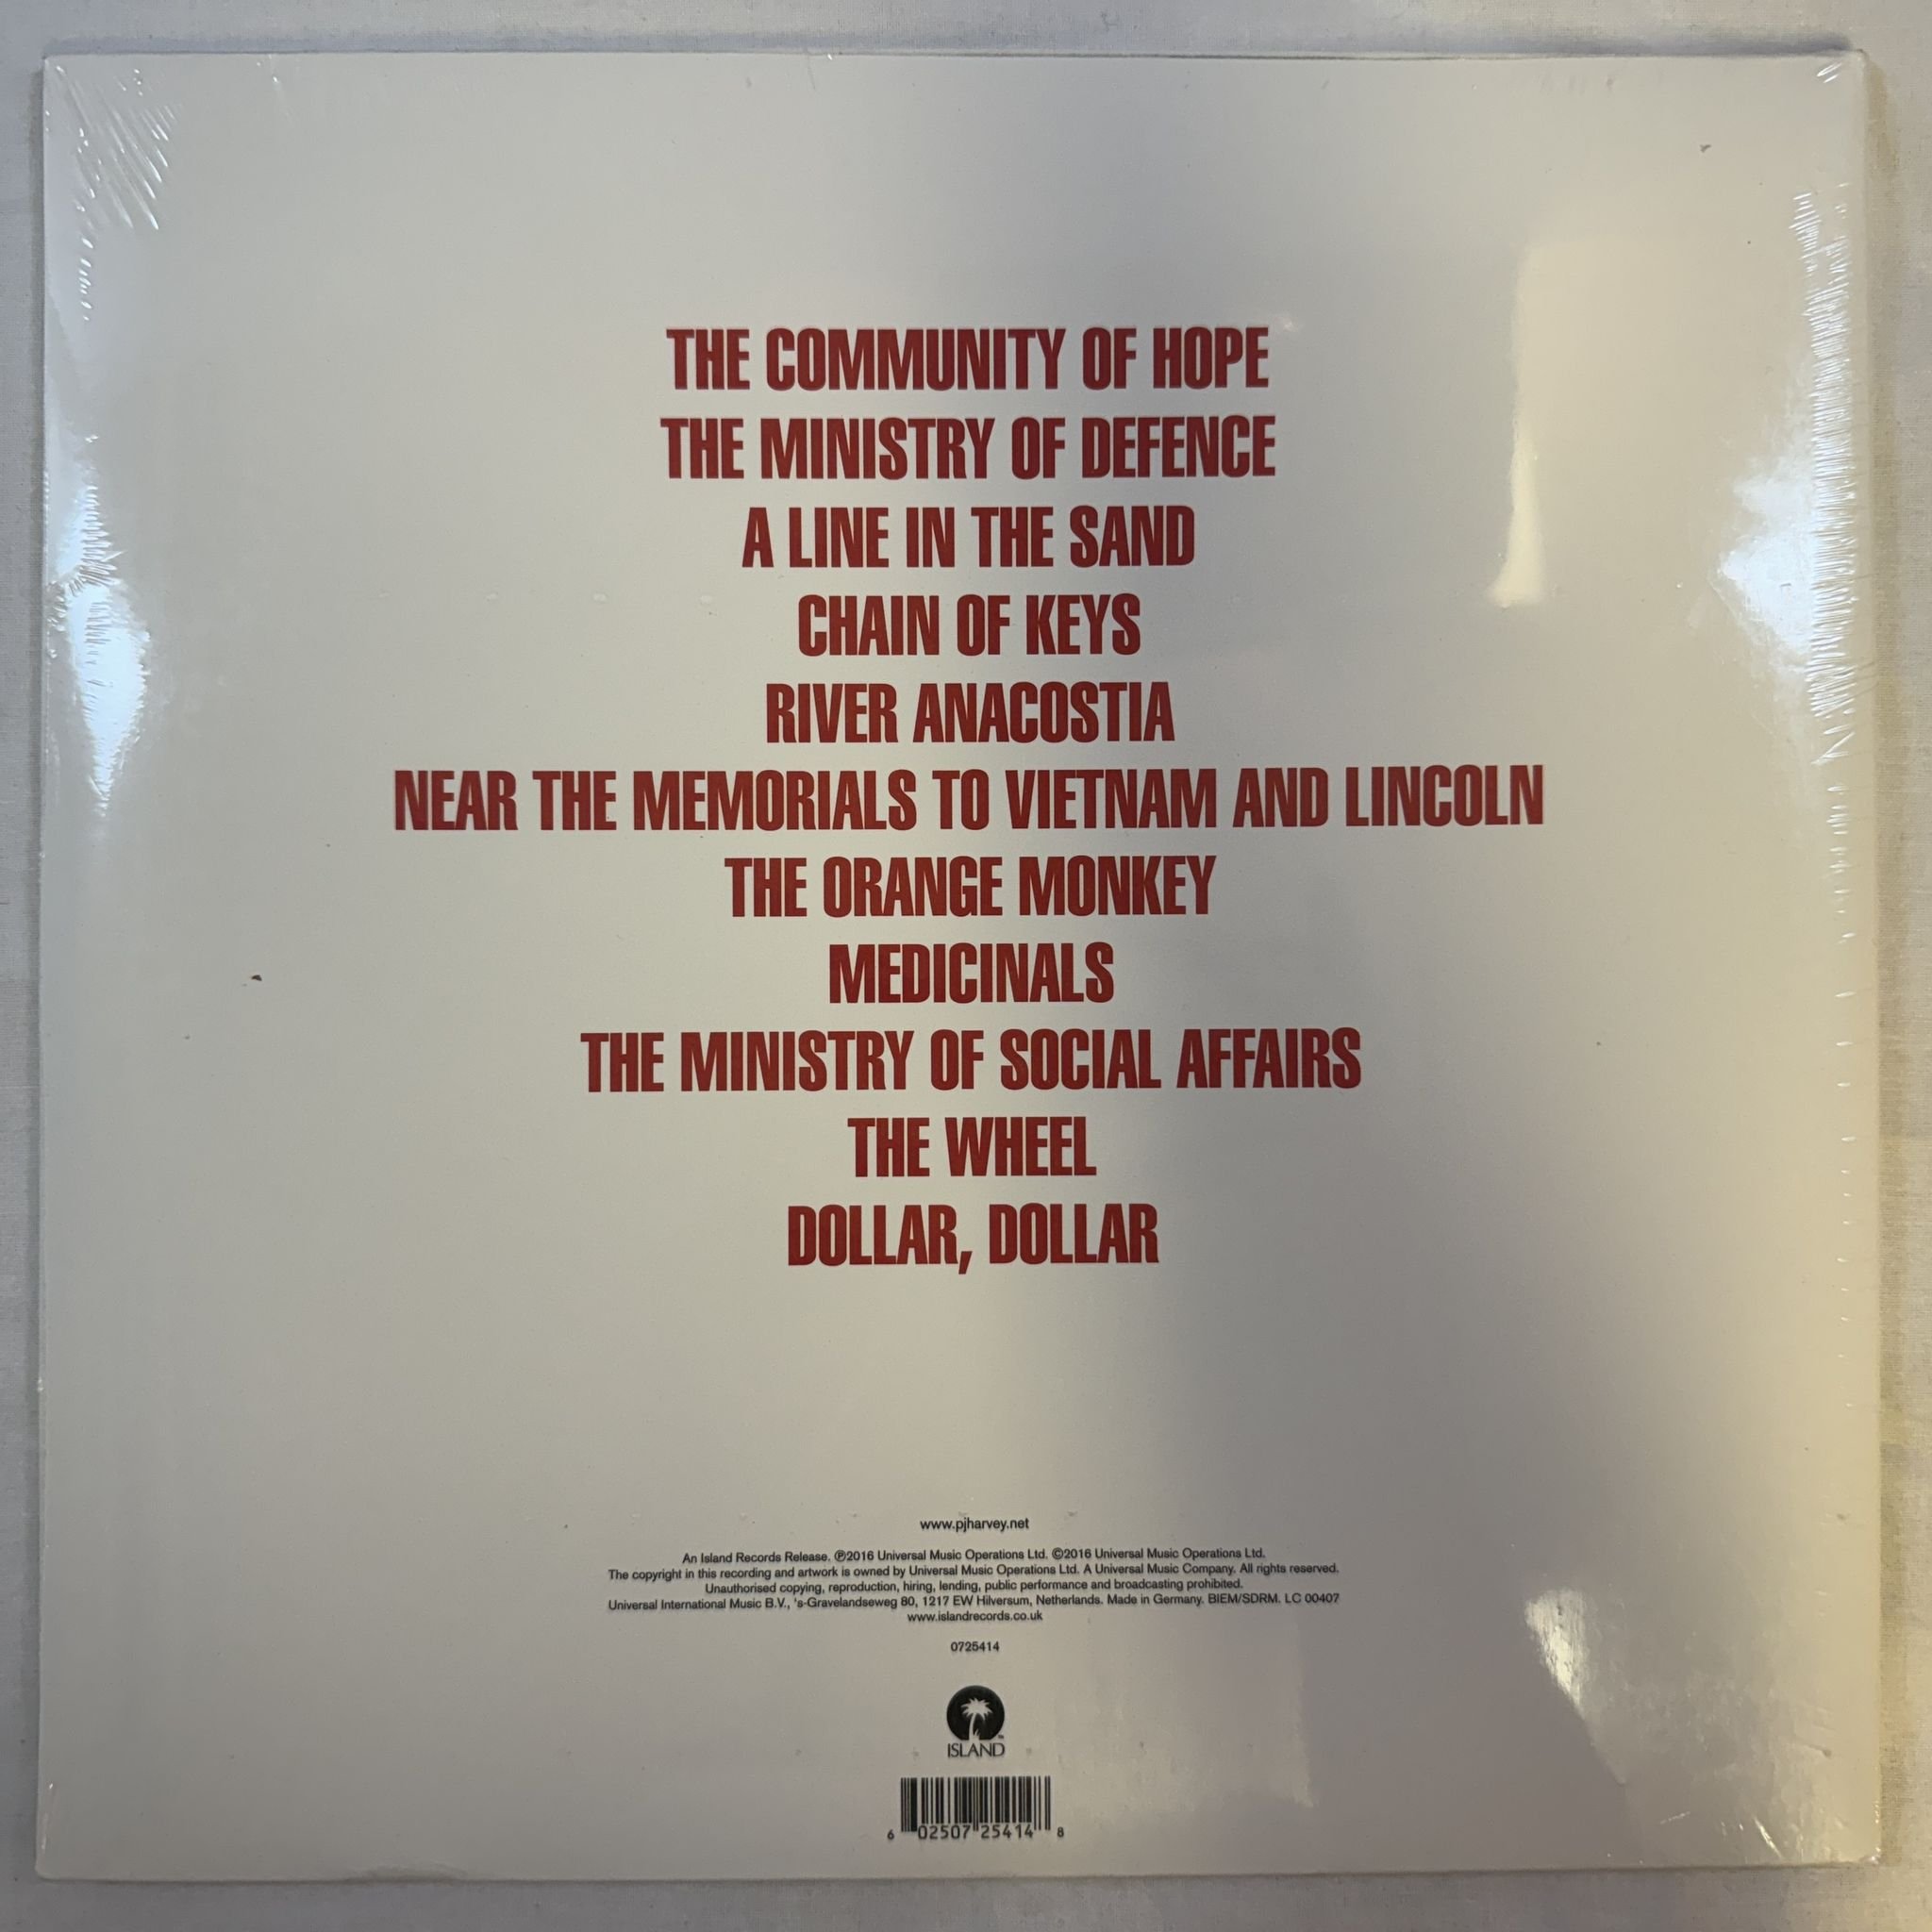 THE COMMUNITY OF HOPE
THE MINISTRY OF DEFENCE
A LINE IN THE SAND
CHAIN OF KEYS
RIVER ANACOSTIA
NEAR THE MEMORIALS TO VIETNAM AND LINCOLN
THE ORANGE MONKEY
MEDICINALS
THE MINISTRY OF SOCIAL AFFAIRS
THE WHEEL
DOLLAR, DOLLAR
www.pjharvey.net
An Island Records Release. ℗2016 Universal Music Operations Ltd. ©2016 Universal Music Operations Ltd.
The copyright in this recording and artwork is owned by Universal Music Operations Ltd. A Universal Music Company. All rights reserved.
Unauthorised copying, reproduction, hiring, lending, public performance and broadcasting prohibited.
Universal International Music B.V., 's-Gravelandseweg 80, 1217 EW Hilversum, Netherlands. Made in Germany. BIEM/SDRM. LC 00407
www.islandrecords.co.uk
0725414
ISLAND
6 02507 25414 8